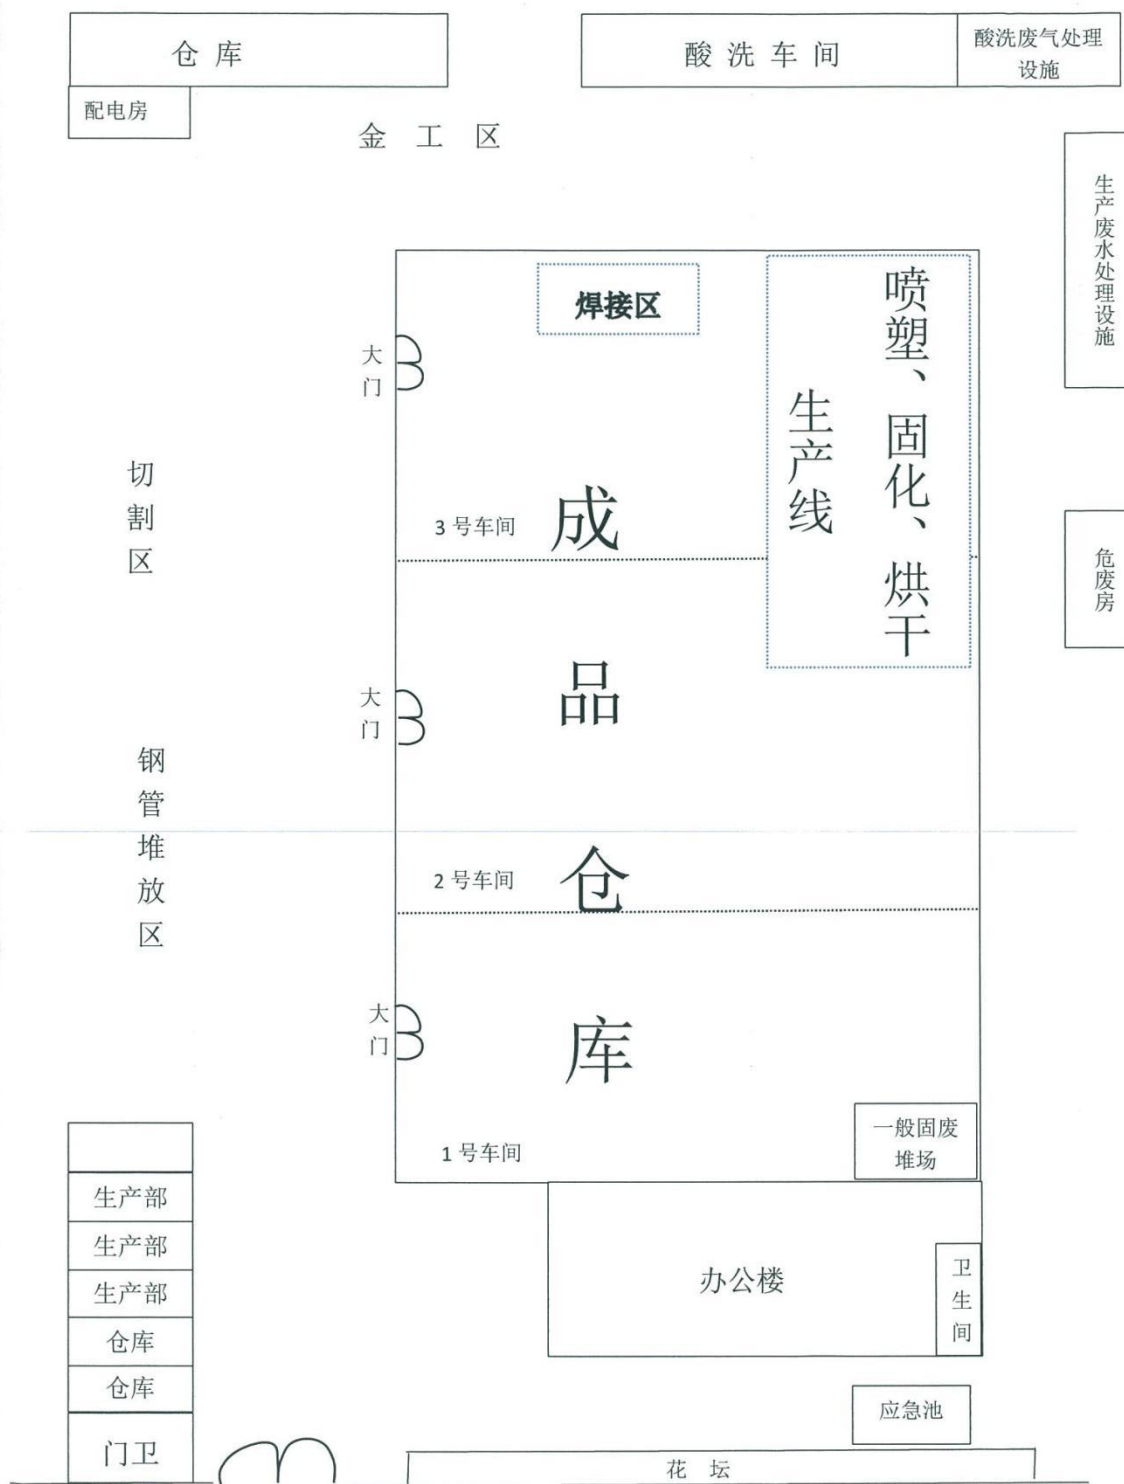 仓 库
酸 洗 车 间
酸洗废气处理
设施
配电房
金 工 区
生产废水处理设施
焊接区
喷塑、固化、烘干
生产线
大门
切割区
3 号车间
成品仓库
危废房
大门
钢管堆放区
2 号车间
大门
1 号车间
一般固废
堆场
生产部
生产部
生产部
仓库
仓库
门卫
办公楼
卫生间
应急池
花 坛